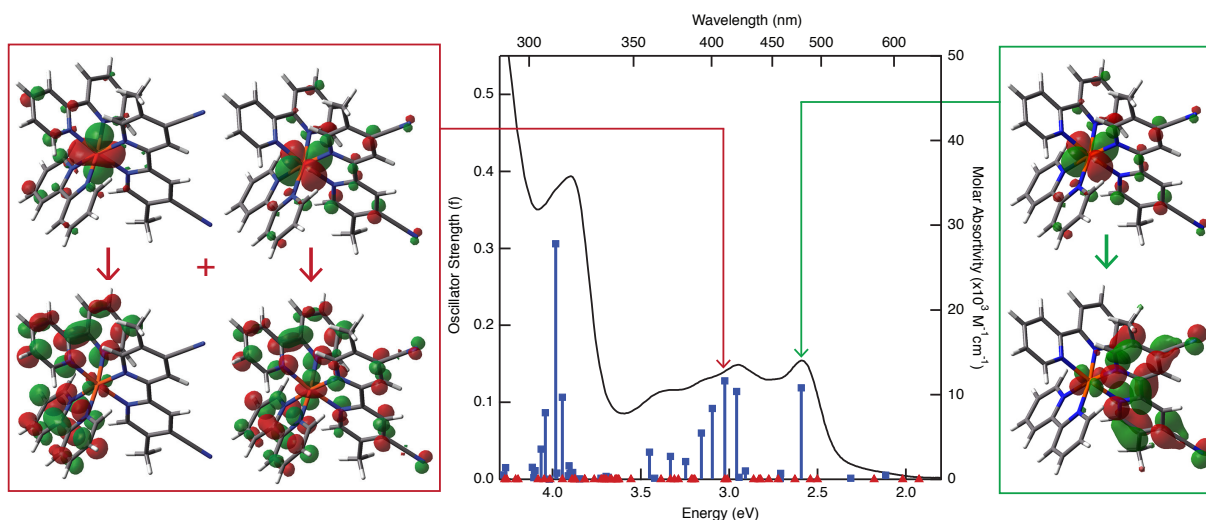 Wavelength (nm)
300 350 400 450 500 600
50
40
30
20
10
0
Molar Absortivity (x10³ M⁻¹cm⁻¹)
0.5
0.4
0.3
0.2
0.1
0.0
Oscillator Strength (f)
4.0 3.5 3.0 2.5 2.0
Energy (eV)
+